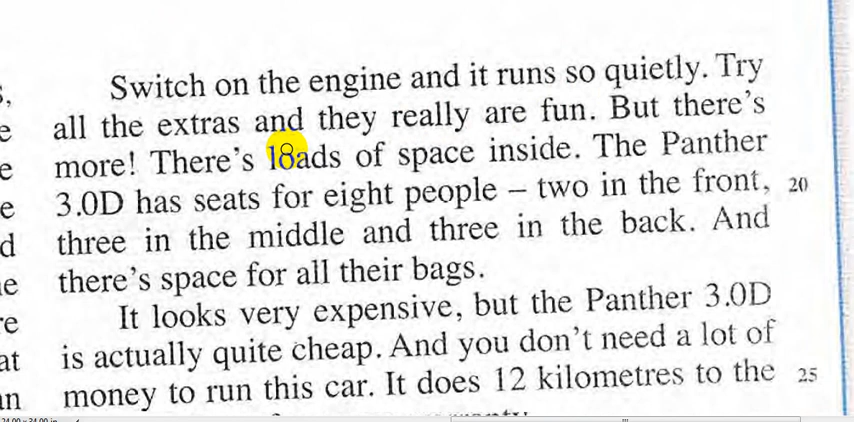 Switch on the engine and it runs so quietly. Try
all the extras and they really are fun. But there's
more! There's 18ads of space inside. The Panther
3.0D has seats for eight people – two in the front, 20
three in the middle and three in the back. And
there's space for all their bags.
It looks very expensive, but the Panther 3.0D
is actually quite cheap. And you don't need a lot of
money to run this car. It does 12 kilometres to the 25